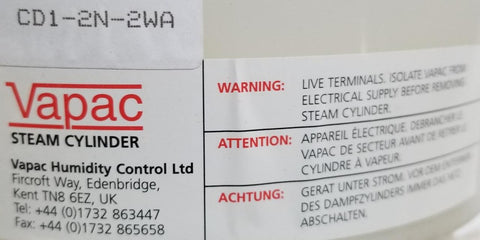 CD1-2N-2WA
Vapac
STEAM CYLINDER
Vapac Humidity Control Ltd
Fircroft Way, Edenbridge,
Kent TN8 6EZ, UK
Tel: +44 (0)1732 863447
Fax: +44 (0)1732 865658
WARNING: LIVE TERMINALS. ISOLATE VAPAC FROM
ELECTRICAL SUPPLY BEFORE REMOVING
STEAM CYLINDER.
ATTENTION: APPAREIL ÉLECTRIQUE. DEBRANCHER LE
VAPAC DE SECTEUR AVANT DE RETIRER LE
CYLINDRE À VAPEUR.
ACHTUNG: GERAT UNTER STROM. VOR DEM ENTFERNEN
DES DAMPFZYLINDERS IMMER DAS NETZ
ABSCHALTEN.